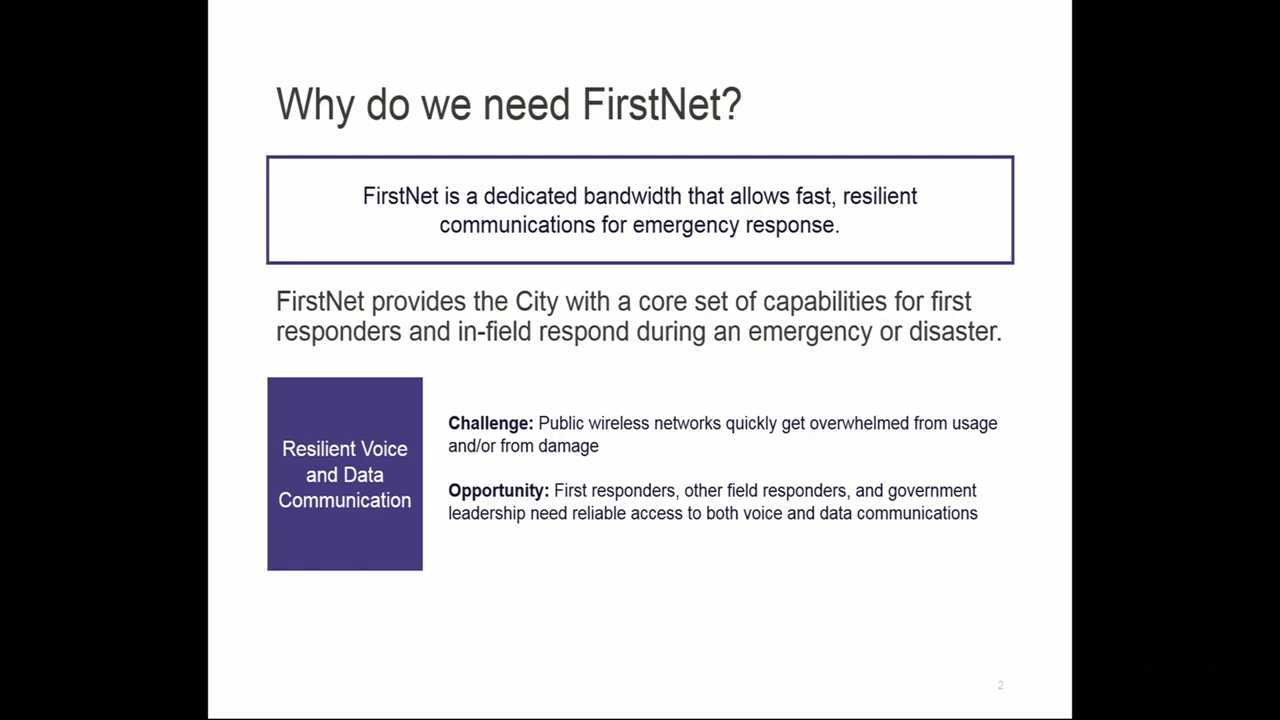 Why do we need FirstNet?
FirstNet is a dedicated bandwidth that allows fast, resilient
communications for emergency response.
FirstNet provides the City with a core set of capabilities for first
responders and in-field respond during an emergency or disaster.
Resilient Voice
and Data
Communication
Challenge: Public wireless networks quickly get overwhelmed from usage
and/or from damage
Opportunity: First responders, other field responders, and government
leadership need reliable access to both voice and data communications
2